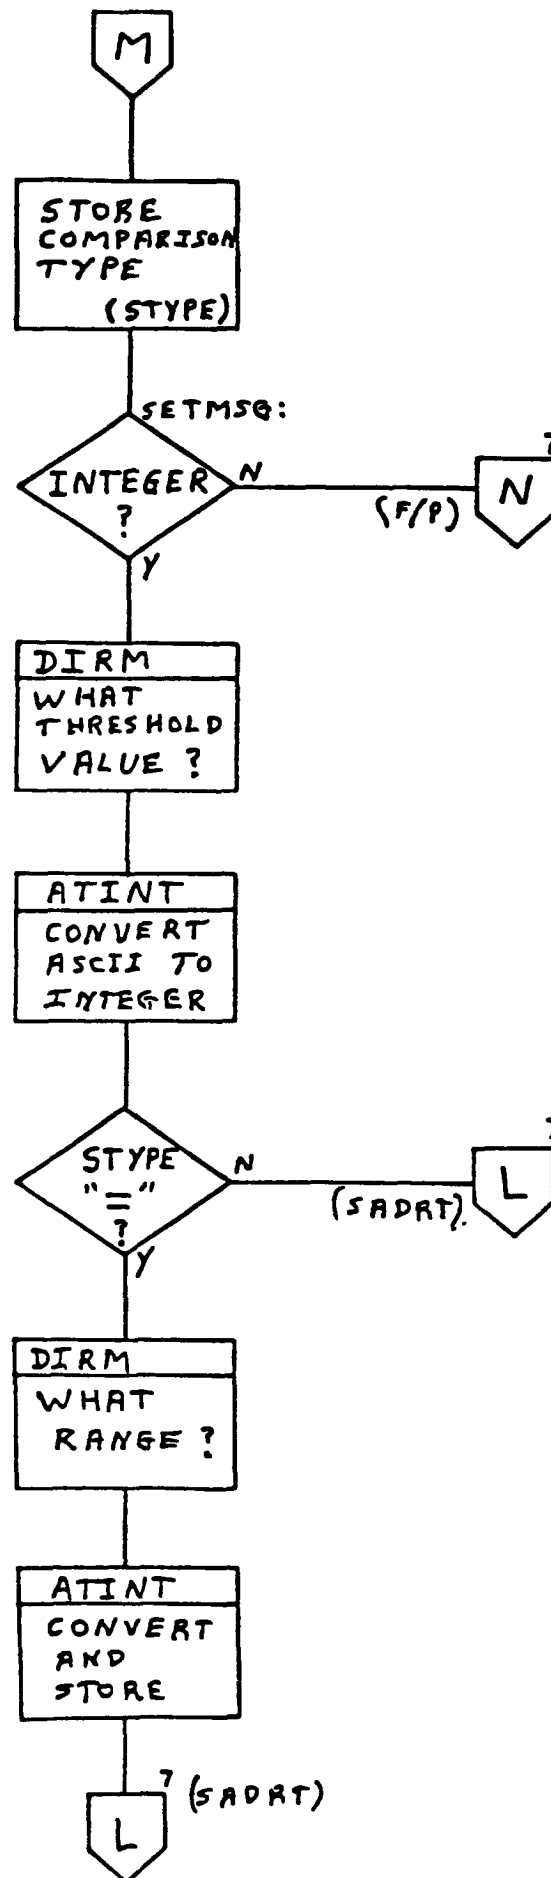 M
STORE
COMPARISON
TYPE
(STYPE)
SETMSG:
INTEGER
?
N
(F/P)
N
Y
DIRM
WHAT
THRESHOLD
VALUE ?
ATINT
CONVERT
ASCII TO
INTEGER
STYPE
"="
?
N
(SADRT).
L
Y
DIRM
WHAT
RANGE ?
ATINT
CONVERT
AND
STORE
7 (SADRT)
L